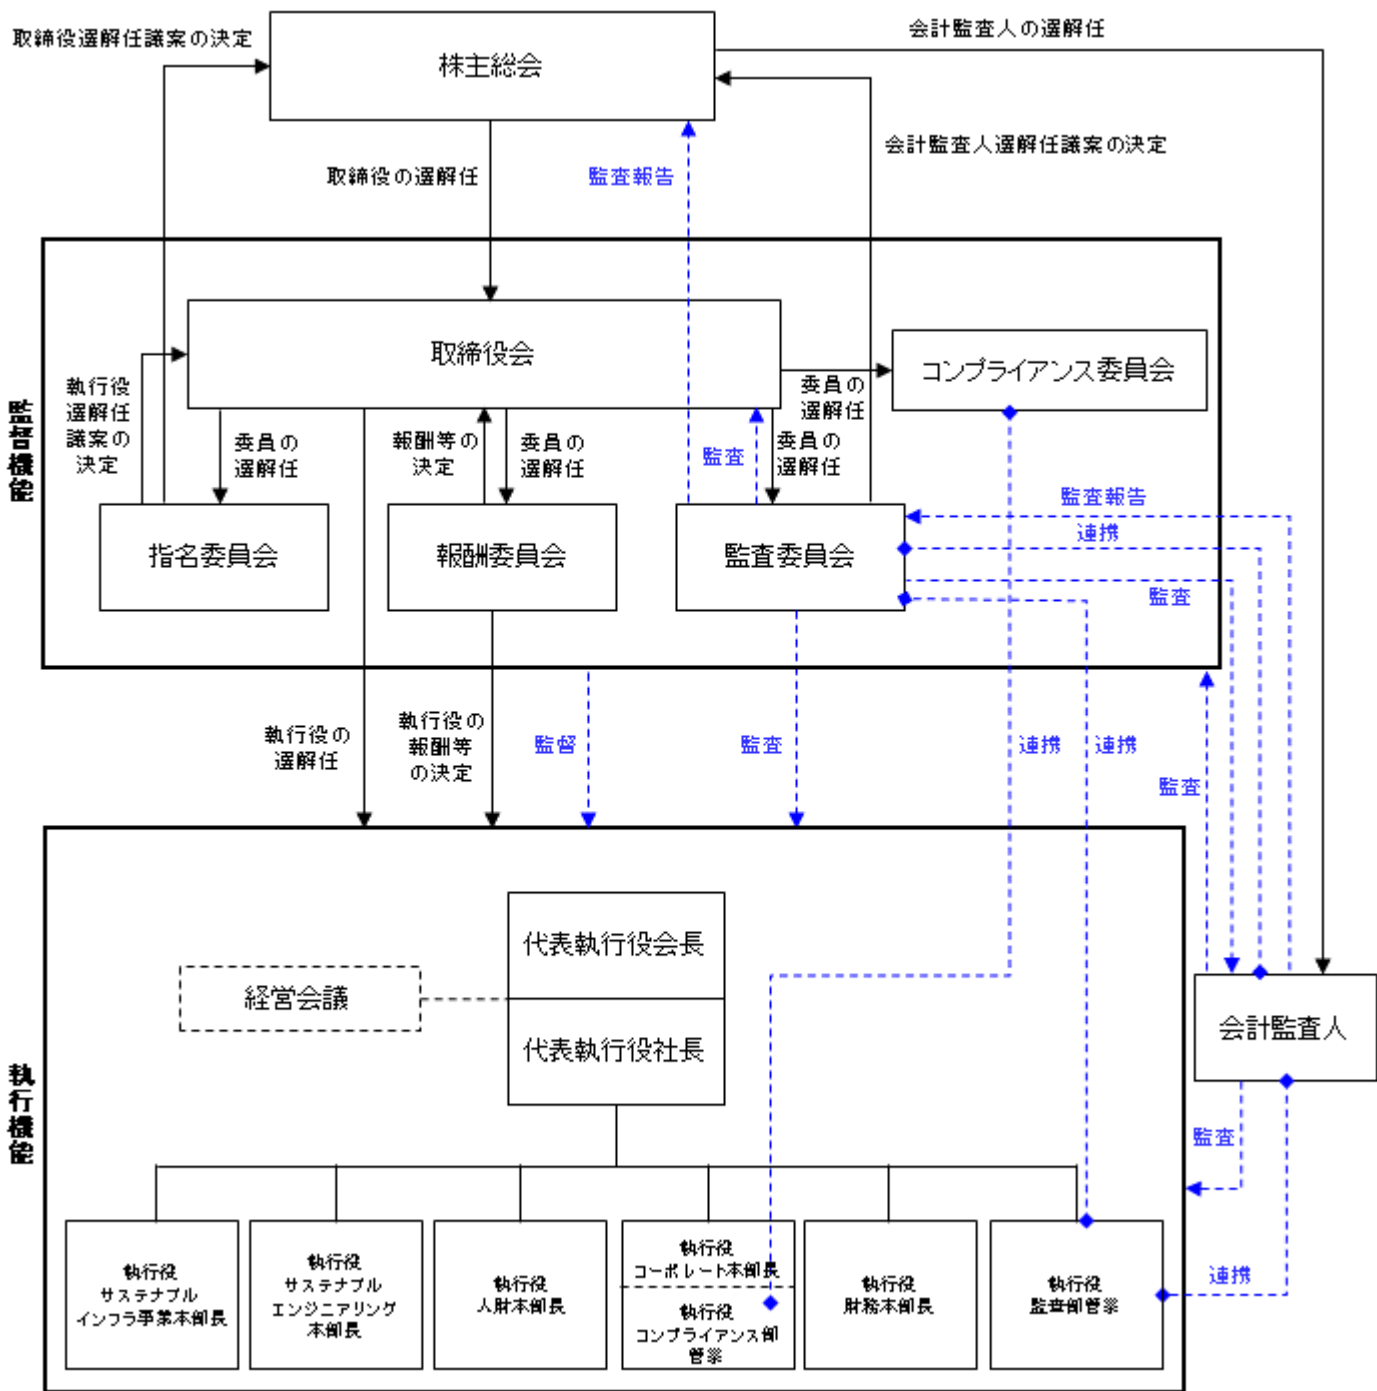 取締役選解任議案の決定
会計監査人の選解任
株主総会
会計監査人選解任議案の決定
取締役の選解任
監査報告
監督機能
取締役会
コンプライアンス委員会
執行役
選解任
議案の
決定
委員の
選解任
報酬等の
決定
委員の
選解任
監査
委員の
選解任
委員の
選解任
監査報告
連携
監査
指名委員会
報酬委員会
監査委員会
執行役の
選解任
執行役の
報酬等
の決定
監督
監査
連携
連携
監査
執行機能
代表執行役会長
経営会議
代表執行役社長
会計監査人
監査
連携
執行役
サステナブル
インフラ事業本部長
執行役
サステナブル
エンジニアリング
本部長
執行役
人財本部長
執行役
コーポレート本部長
執行役
コンプライアンス部
管掌
執行役
財務本部長
執行役
監査部管掌